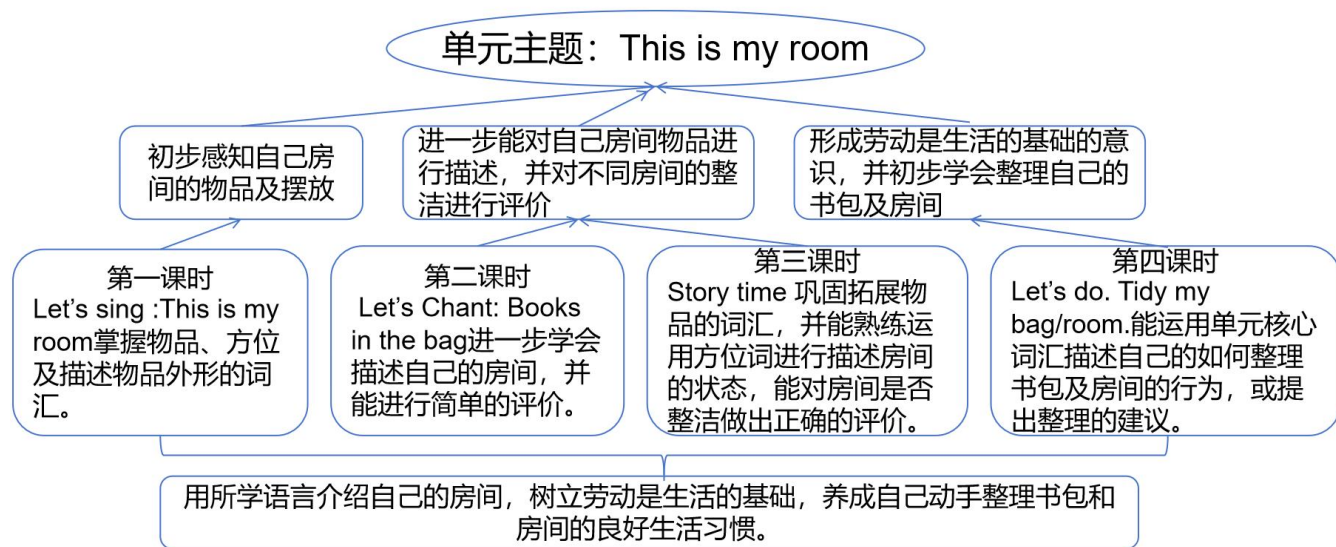 单元主题：This is my room
初步感知自己房
间的物品及摆放
进一步能对自己房间物品进
行描述，并对不同房间的整
洁进行评价
形成劳动是生活的基础的意
识，并初步学会整理自己的
书包及房间
第一课时
Let’s sing :This is my
room掌握物品、方位
及描述物品外形的词
汇。
第二课时
Let’s Chant: Books
in the bag进一步学会
描述自己的房间，并
能进行简单的评价。
第三课时
Story time 巩固拓展物
品的词汇，并能熟练运
用方位词进行描述房间
的状态，能对房间是否
整洁做出正确的评价。
第四课时
Let’s do. Tidy my
bag/room.能运用单元核心
词汇描述自己的如何整理
书包及房间的行为，或提
出整理的建议。
用所学语言介绍自己的房间，树立劳动是生活的基础，养成自己动手整理书包和
房间的良好生活习惯。